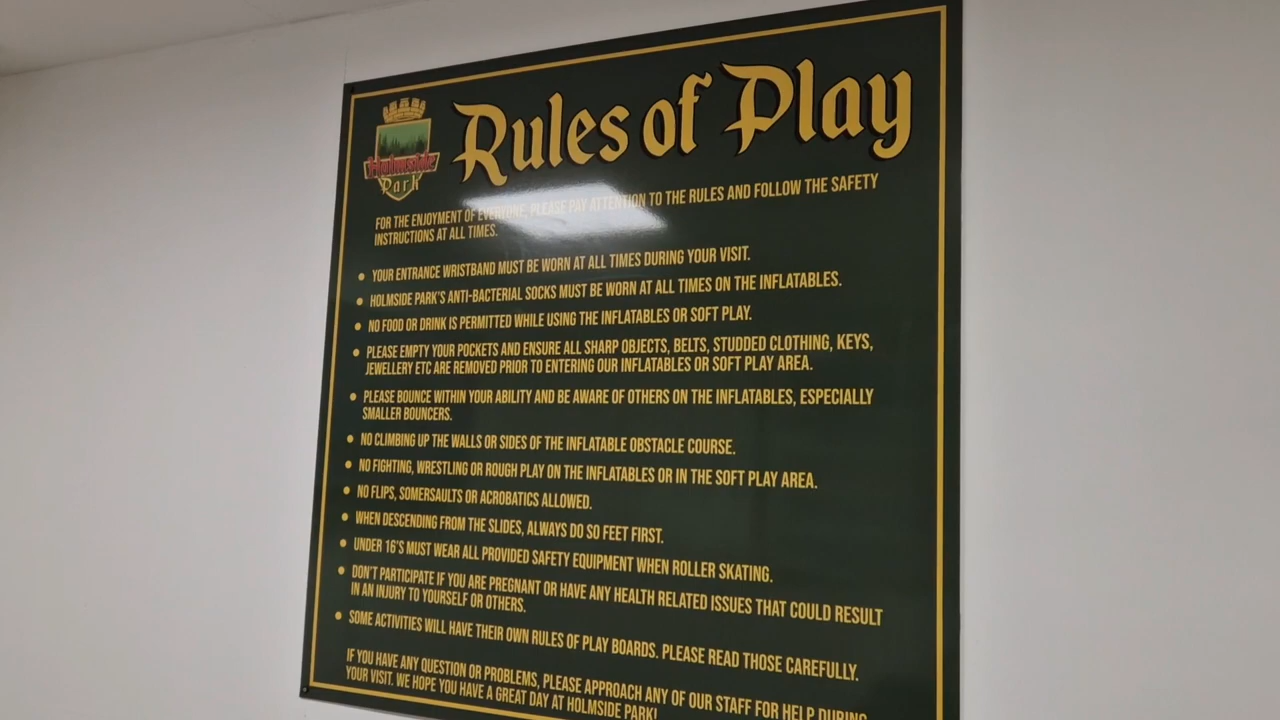 Rules of Play
Holmside
Park
FOR THE ENJOYMENT OF EVERYONE, PLEASE PAY ATTENTION TO THE RULES AND FOLLOW THE SAFETY
INSTRUCTIONS AT ALL TIMES.
• YOUR ENTRANCE WRISTBAND MUST BE WORN AT ALL TIMES DURING YOUR VISIT.
• HOLMSIDE PARK'S ANTI-BACTERIAL SOCKS MUST BE WORN AT ALL TIMES ON THE INFLATABLES.
• NO FOOD OR DRINK IS PERMITTED WHILE USING THE INFLATABLES OR SOFT PLAY.
• PLEASE EMPTY YOUR POCKETS AND ENSURE ALL SHARP OBJECTS, BELTS, STUDDED CLOTHING, KEYS,
JEWELLERY ETC ARE REMOVED PRIOR TO ENTERING OUR INFLATABLES OR SOFT PLAY AREA.
• PLEASE BOUNCE WITHIN YOUR ABILITY AND BE AWARE OF OTHERS ON THE INFLATABLES, ESPECIALLY
SMALLER BOUNCERS.
• NO CLIMBING UP THE WALLS OR SIDES OF THE INFLATABLE OBSTACLE COURSE.
• NO FIGHTING, WRESTLING OR ROUGH PLAY ON THE INFLATABLES OR IN THE SOFT PLAY AREA.
• NO FLIPS, SOMERSAULTS OR ACROBATICS ALLOWED.
• WHEN DESCENDING FROM THE SLIDES, ALWAYS DO SO FEET FIRST.
• UNDER 16'S MUST WEAR ALL PROVIDED SAFETY EQUIPMENT WHEN ROLLER SKATING.
• DON'T PARTICIPATE IF YOU ARE PREGNANT OR HAVE ANY HEALTH RELATED ISSUES THAT COULD RESULT
IN AN INJURY TO YOURSELF OR OTHERS.
• SOME ACTIVITIES WILL HAVE THEIR OWN RULES OF PLAY BOARDS. PLEASE READ THOSE CAREFULLY.
IF YOU HAVE ANY QUESTION OR PROBLEMS, PLEASE APPROACH ANY OF OUR STAFF FOR HELP DURING
YOUR VISIT. WE HOPE YOU HAVE A GREAT DAY AT HOLMSIDE PARK!